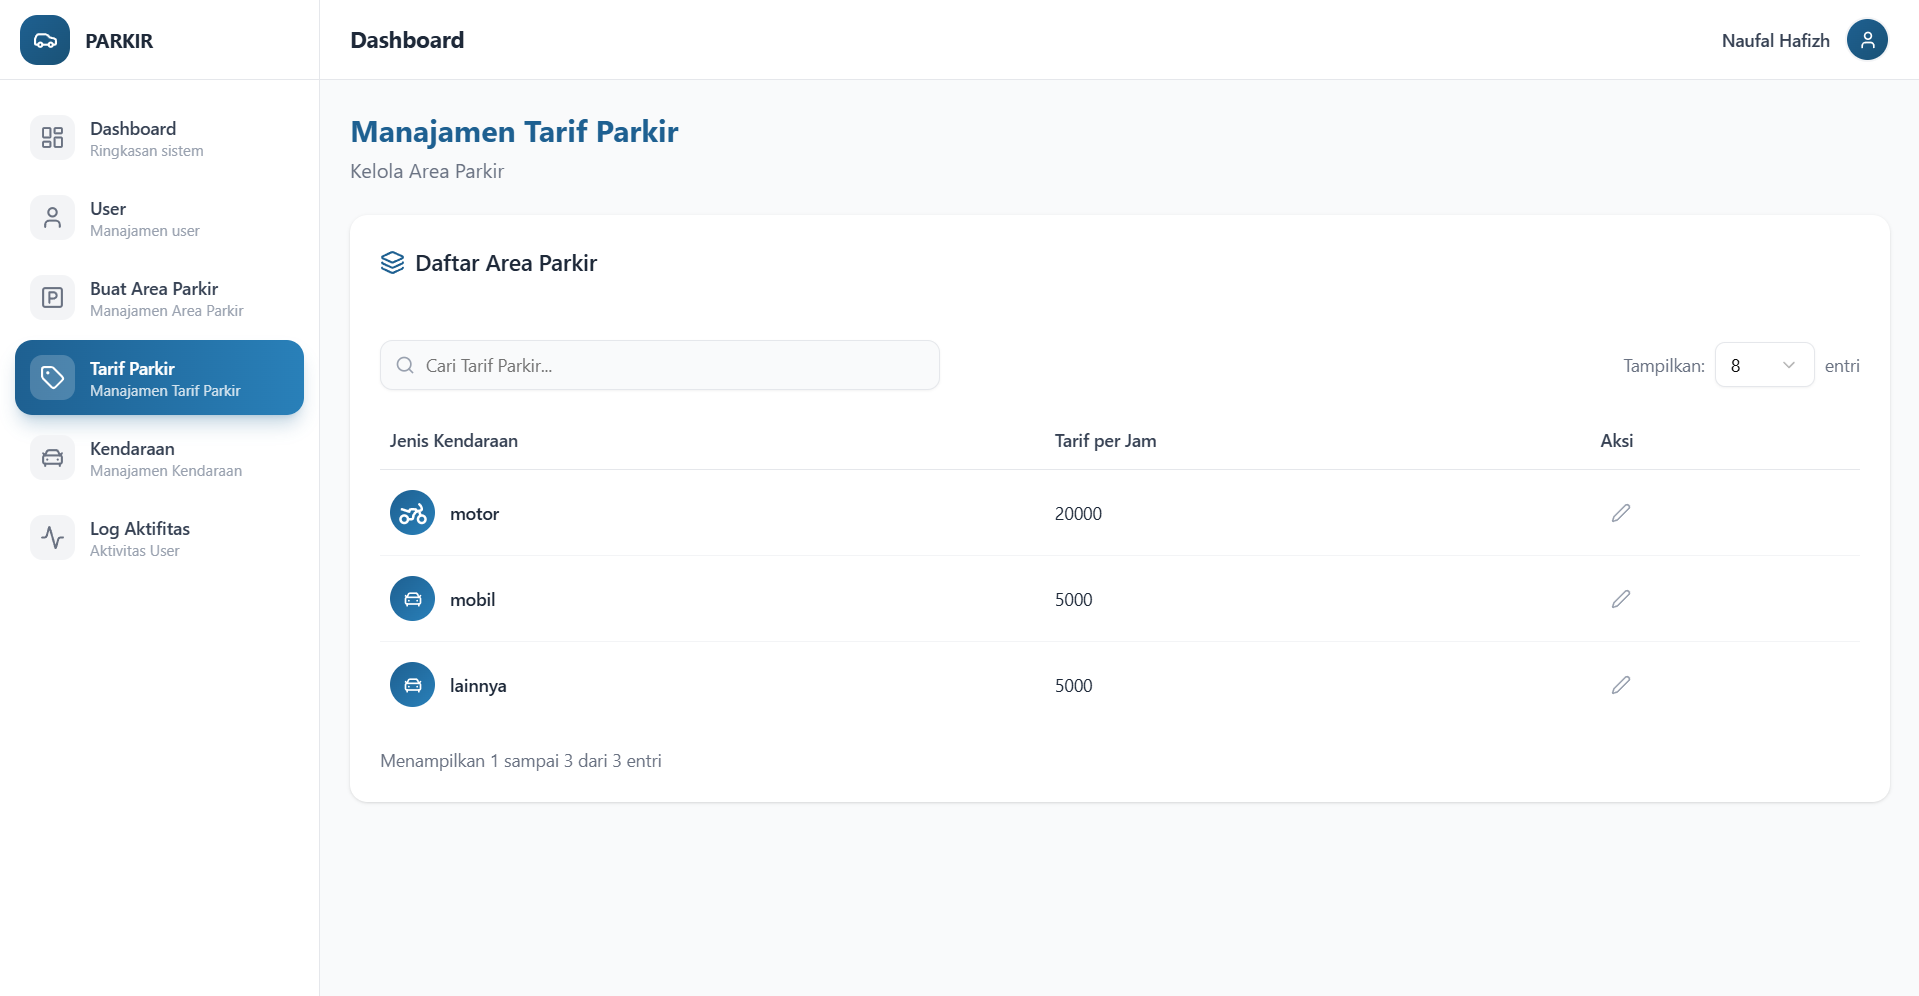 PARKIR
Dashboard
Naufal Hafizh
Dashboard
Ringkasan sistem
User
Manajamen user
Buat Area Parkir
Manajamen Area Parkir
Tarif Parkir
Manajamen Tarif Parkir
Kendaraan
Manajamen Kendaraan
Log Aktifitas
Aktivitas User
Manajamen Tarif Parkir
Kelola Area Parkir
Daftar Area Parkir
Cari Tarif Parkir...
Tampilkan: 8 entri
Jenis Kendaraan Tarif per Jam Aksi
motor 20000
mobil 5000
lainnya 5000
Menampilkan 1 sampai 3 dari 3 entri